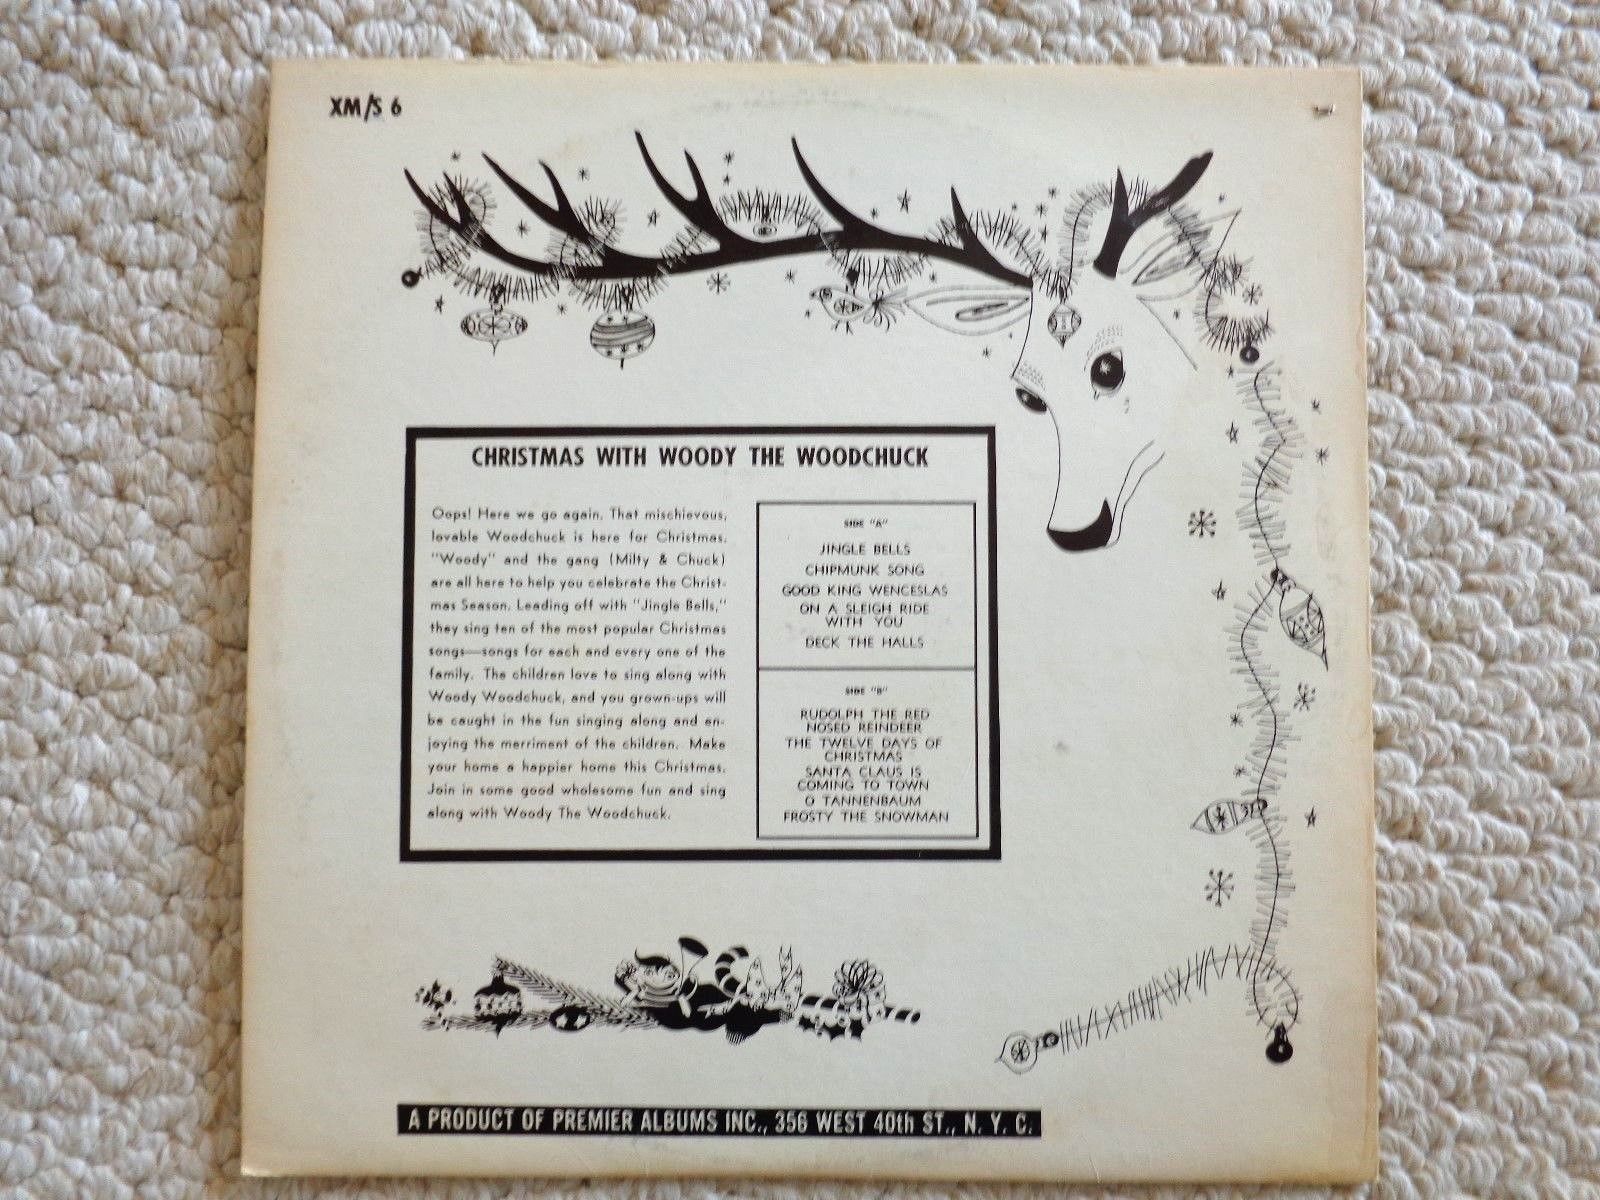 XM/S 6
CHRISTMAS WITH WOODY THE WOODCHUCK
Oops! Here we go again. That mischievous,
lovable Woodchuck is here for Christmas.
"Woody" and the gang (Milty & Chuck)
are all here to help you celebrate the Christ-
mas Season. Leading off with "Jingle Bells,"
they sing ten of the most popular Christmas
songs—songs for each and every one of the
family. The children love to sing along with
Woody Woodchuck, and you grown-ups will
be caught in the fun singing along and en-
joying the merriment of the children. Make
your home a happier home this Christmas.
Join in some good wholesome fun and sing
along with Woody The Woodchuck.
SIDE "A"
JINGLE BELLS
CHIPMUNK SONG
GOOD KING WENCESLAS
ON A SLEIGH RIDE
WITH YOU
DECK THE HALLS
SIDE "B"
RUDOLPH THE RED
NOSED REINDEER
THE TWELVE DAYS OF
CHRISTMAS
SANTA CLAUS IS
COMING TO TOWN
O TANNENBAUM
FROSTY THE SNOWMAN
A PRODUCT OF PREMIER ALBUMS INC., 356 WEST 40th ST., N. Y. C.